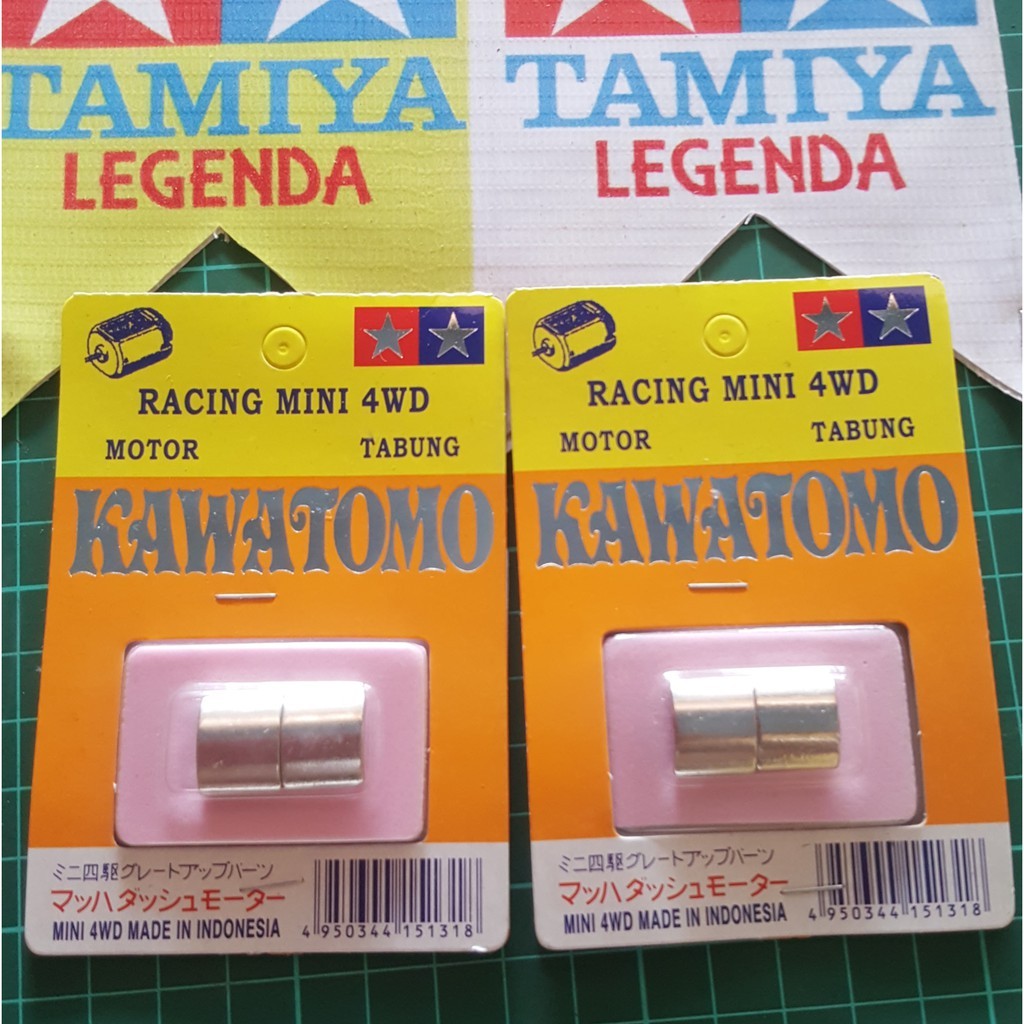 TAMIYA
LEGENDA
TAMIYA
LEGENDA
RACING MINI 4WD
MOTOR TABUNG
KAWATOMO
ミニ四駆グレートアップパーツ
マッハダッシュモーター
MINI 4WD MADE IN INDONESIA
4 950344 151318
RACING MINI 4WD
MOTOR TABUNG
KAWATOMO
ミニ四駆グレートアップパーツ
マッハダッシュモーター
MINI 4WD MADE IN INDONESIA
4 950344 151318